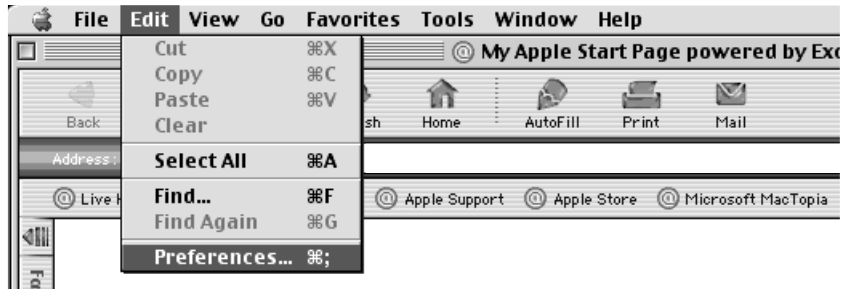 File Edit View Go Favorites Tools Window Help
My Apple Start Page powered by Exc
Cut ⌘X
Copy ⌘C
Paste ⌘V
Clear
Select All ⌘A
Find... ⌘F
Find Again ⌘G
Preferences... ⌘;
Back sh Home AutoFill Print Mail
Address:
Live H Apple Support Apple Store Microsoft MacTopia
Fa